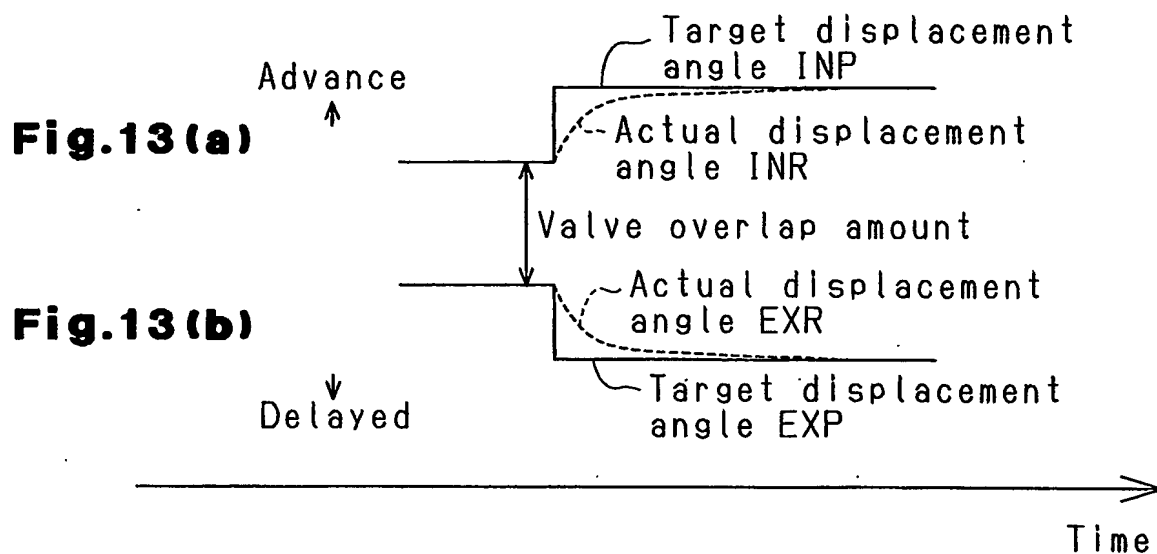 Target displacement
angle INP
Advance
Fig.13(a)
Actual displacement
angle INR
Valve overlap amount
Actual displacement
angle EXR
Fig.13(b)
Target displacement
angle EXP
Delayed
Time